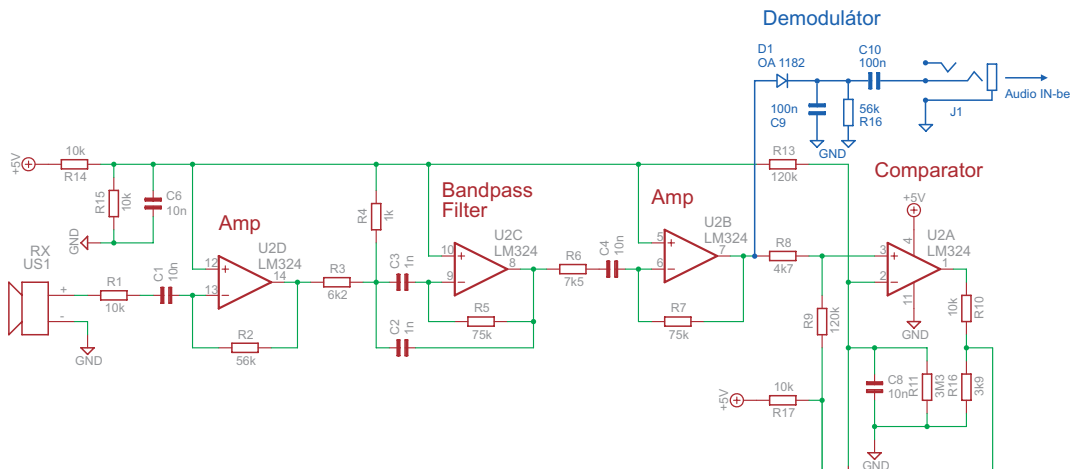 Demodulátor
D1
OA 1182
C10
100n
100n
C9
56k
R16
GND
J1
Audio IN-be
+5V
10k
R14
R15
10k
C6
10n
GND
Amp
R4
1k
Bandpass
Filter
Amp
R13
120k
Comparator
+5V
RX
US1
+
-
GND
R1
10k
C1
10n
12
13
+
−
U2D
LM324
14
R2
56k
R3
6k2
C3
1n
C2
1n
10
9
+
−
U2C
LM324
8
R5
75k
R6
7k5
C4
10n
5
6
+
−
U2B
LM324
7
R7
75k
R8
4k7
R9
120k
3
2
+
−
4
11
U2A
LM324
1
GND
10k
R10
+5V
10k
R17
C8
10n
R11
3M3
R16
3k9
GND